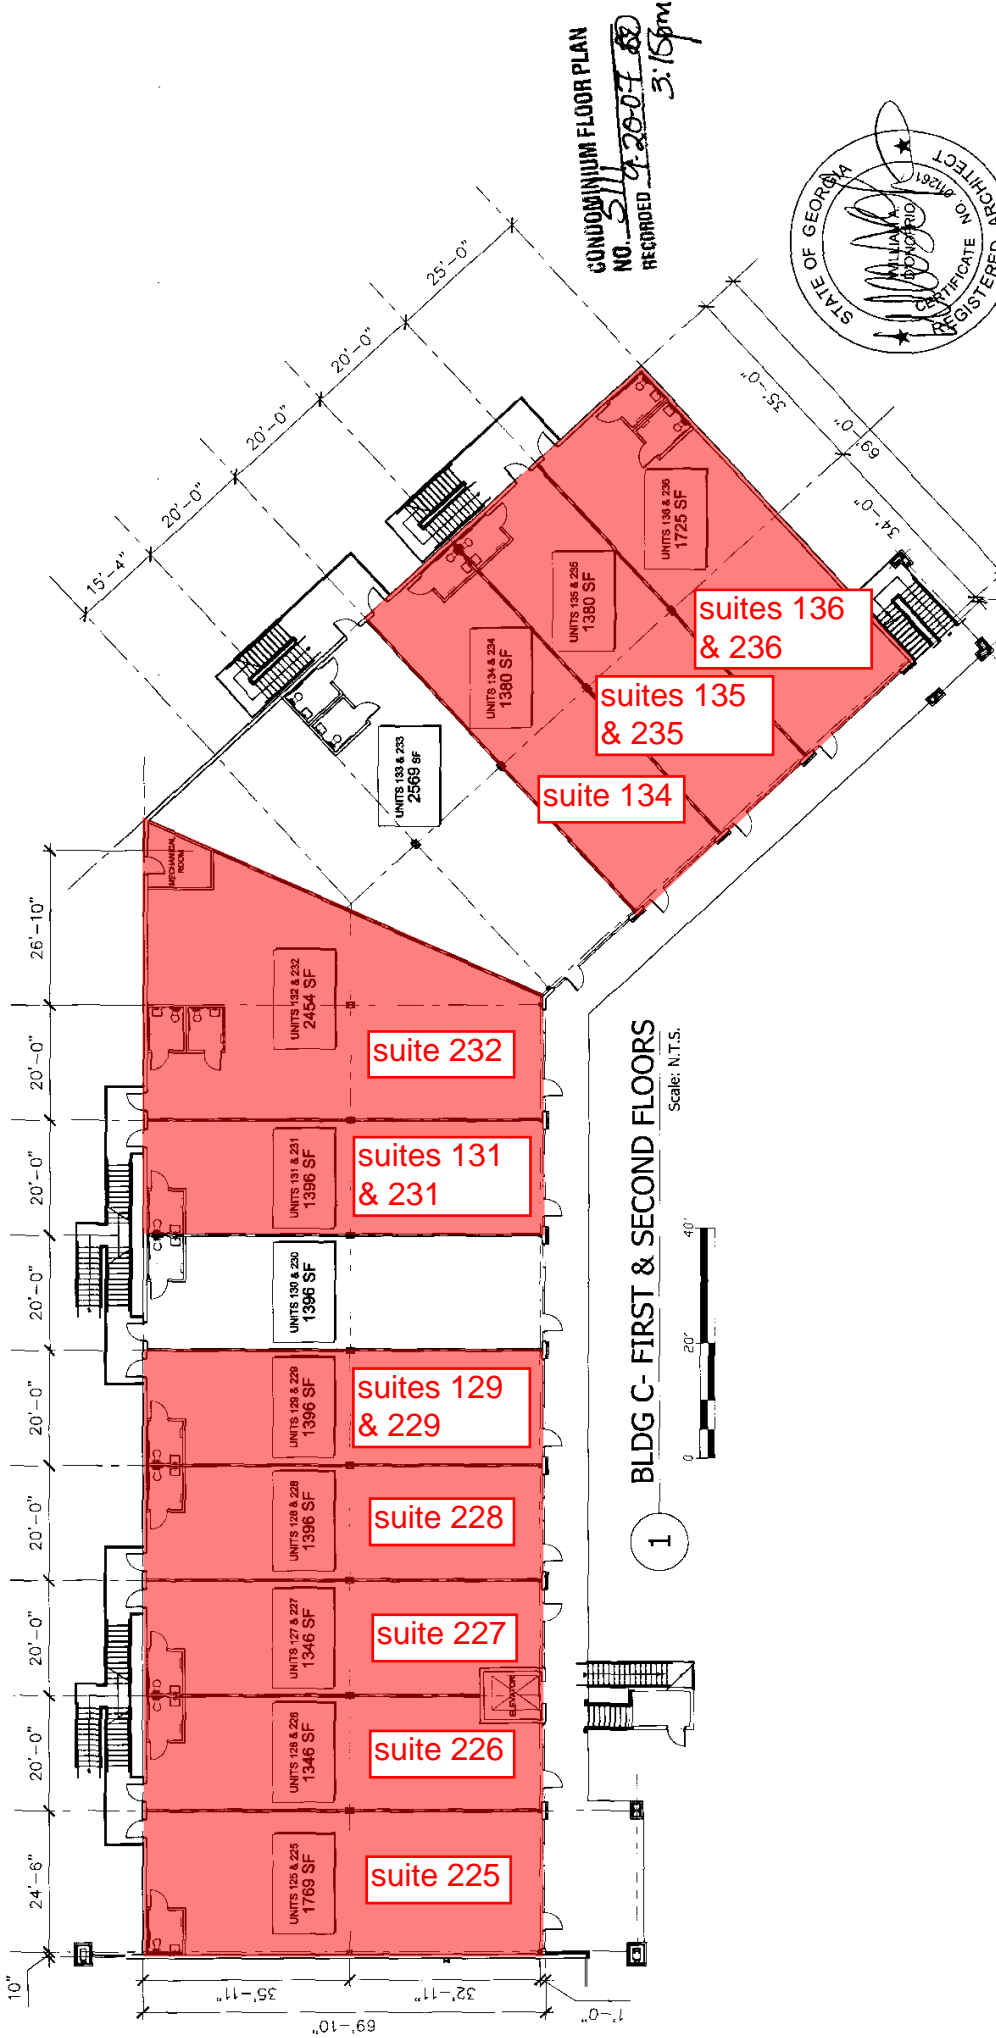 CONDOMINIUM FLOOR PLAN
NO. 5111
RECORDED 9-20-07
3:15pm
STATE OF GEORGIA
REGISTERED ARCHITECT
WILLIAM A.
DONOFRIO
CERTIFICATE NO. 011261
15'-4"
20'-0"
20'-0"
20'-0"
25'-0"
35'-0"
69'-0"
34'-0"
UNITS 136 & 236
1725 SF
suites 136
& 236
UNITS 135 & 235
1380 SF
suites 135
& 235
UNITS 134 & 234
1380 SF
suite 134
UNITS 133 & 233
2569 SF
MECHANICAL
ROOM
26'-10"
20'-0"
20'-0"
20'-0"
20'-0"
20'-0"
20'-0"
20'-0"
24'-6"
10"
UNITS 132 & 232
2454 SF
suite 232
UNITS 131 & 231
1396 SF
suites 131
& 231
UNITS 130 & 230
1396 SF
UNITS 129 & 229
1396 SF
suites 129
& 229
UNITS 128 & 228
1396 SF
suite 228
UNITS 127 & 227
1346 SF
suite 227
ELEVATOR
UNITS 126 & 226
1346 SF
suite 226
UNITS 125 & 225
1769 SF
suite 225
35'-11"
32'-11"
69'-10"
1'-0"
1
BLDG C- FIRST & SECOND FLOORS
Scale: N.T.S.
0
20'
40'